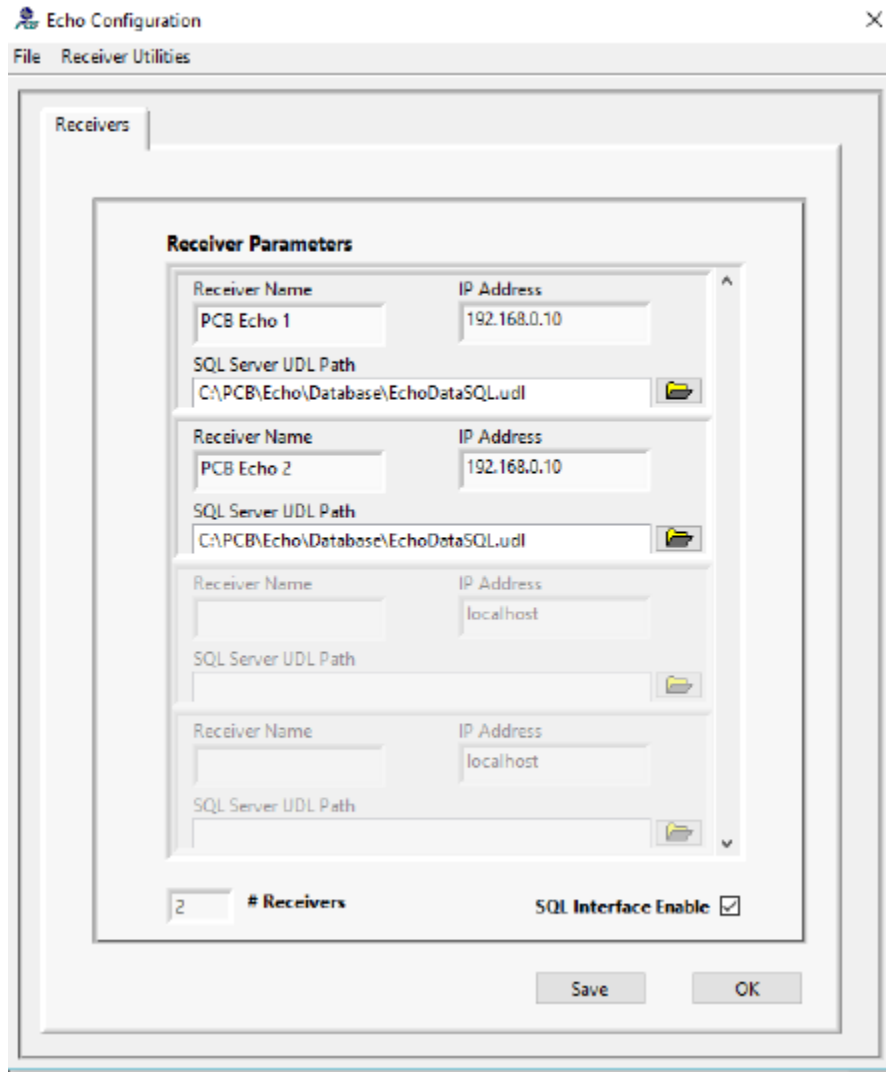 Echo Configuration
File Receiver Utilities
Receivers
Receiver Parameters
Receiver Name IP Address
PCB Echo 1 192.168.0.10
SQL Server UDL Path
C:\PCB\Echo\Database\EchoDataSQL.udl
Receiver Name IP Address
PCB Echo 2 192.168.0.10
SQL Server UDL Path
C:\PCB\Echo\Database\EchoDataSQL.udl
Receiver Name IP Address
localhost
SQL Server UDL Path
Receiver Name IP Address
localhost
SQL Server UDL Path
2 # Receivers SQL Interface Enable
Save OK